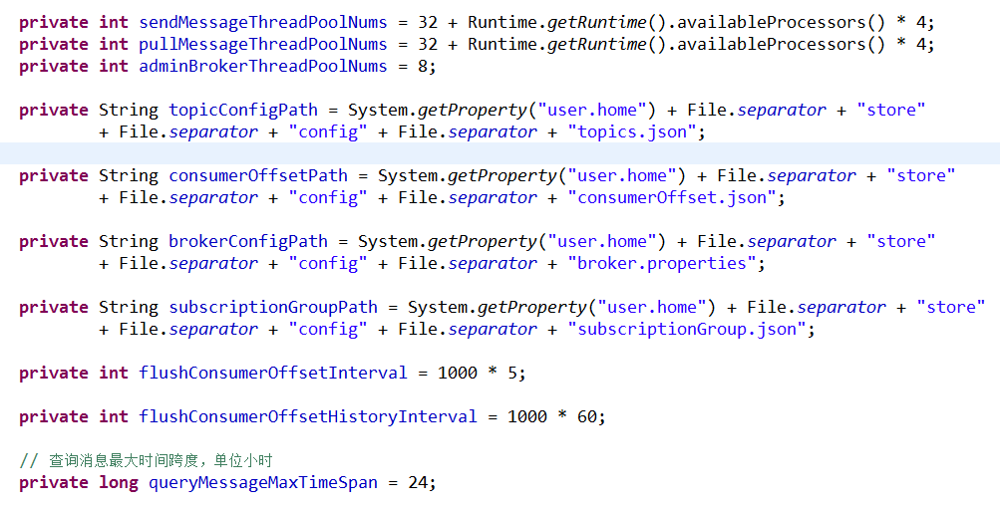 private int sendMessageThreadPoolNums = 32 + Runtime.getRuntime().availableProcessors() * 4;
private int pullMessageThreadPoolNums = 32 + Runtime.getRuntime().availableProcessors() * 4;
private int adminBrokerThreadPoolNums = 8;
private String topicConfigPath = System.getProperty("user.home") + File.separator + "store"
+ File.separator + "config" + File.separator + "topics.json";
private String consumerOffsetPath = System.getProperty("user.home") + File.separator + "store"
+ File.separator + "config" + File.separator + "consumerOffset.json";
private String brokerConfigPath = System.getProperty("user.home") + File.separator + "store"
+ File.separator + "config" + File.separator + "broker.properties";
private String subscriptionGroupPath = System.getProperty("user.home") + File.separator + "store"
+ File.separator + "config" + File.separator + "subscriptionGroup.json";
private int flushConsumerOffsetInterval = 1000 * 5;
private int flushConsumerOffsetHistoryInterval = 1000 * 60;
// 查询消息最大时间跨度，单位小时
private long queryMessageMaxTimeSpan = 24;